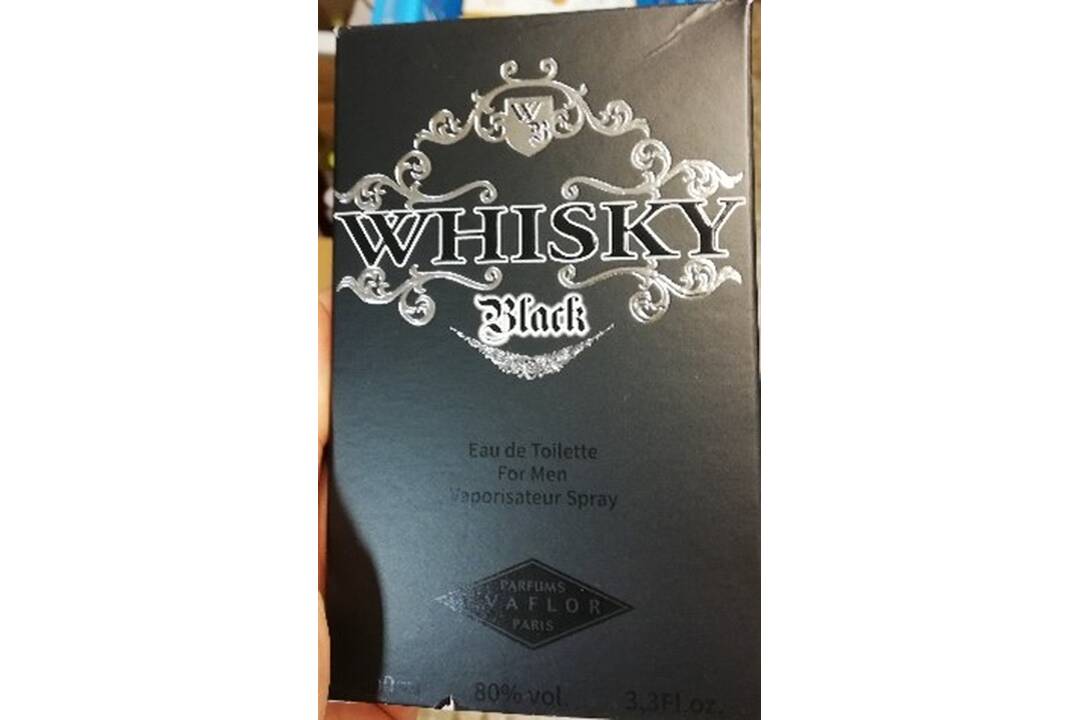 W
B
WHISKY
Black
Eau de Toilette
For Men
Vaporisateur Spray
PARFUMS
EVAFLOR
PARIS
80% vol. 3.3Fl.oz.